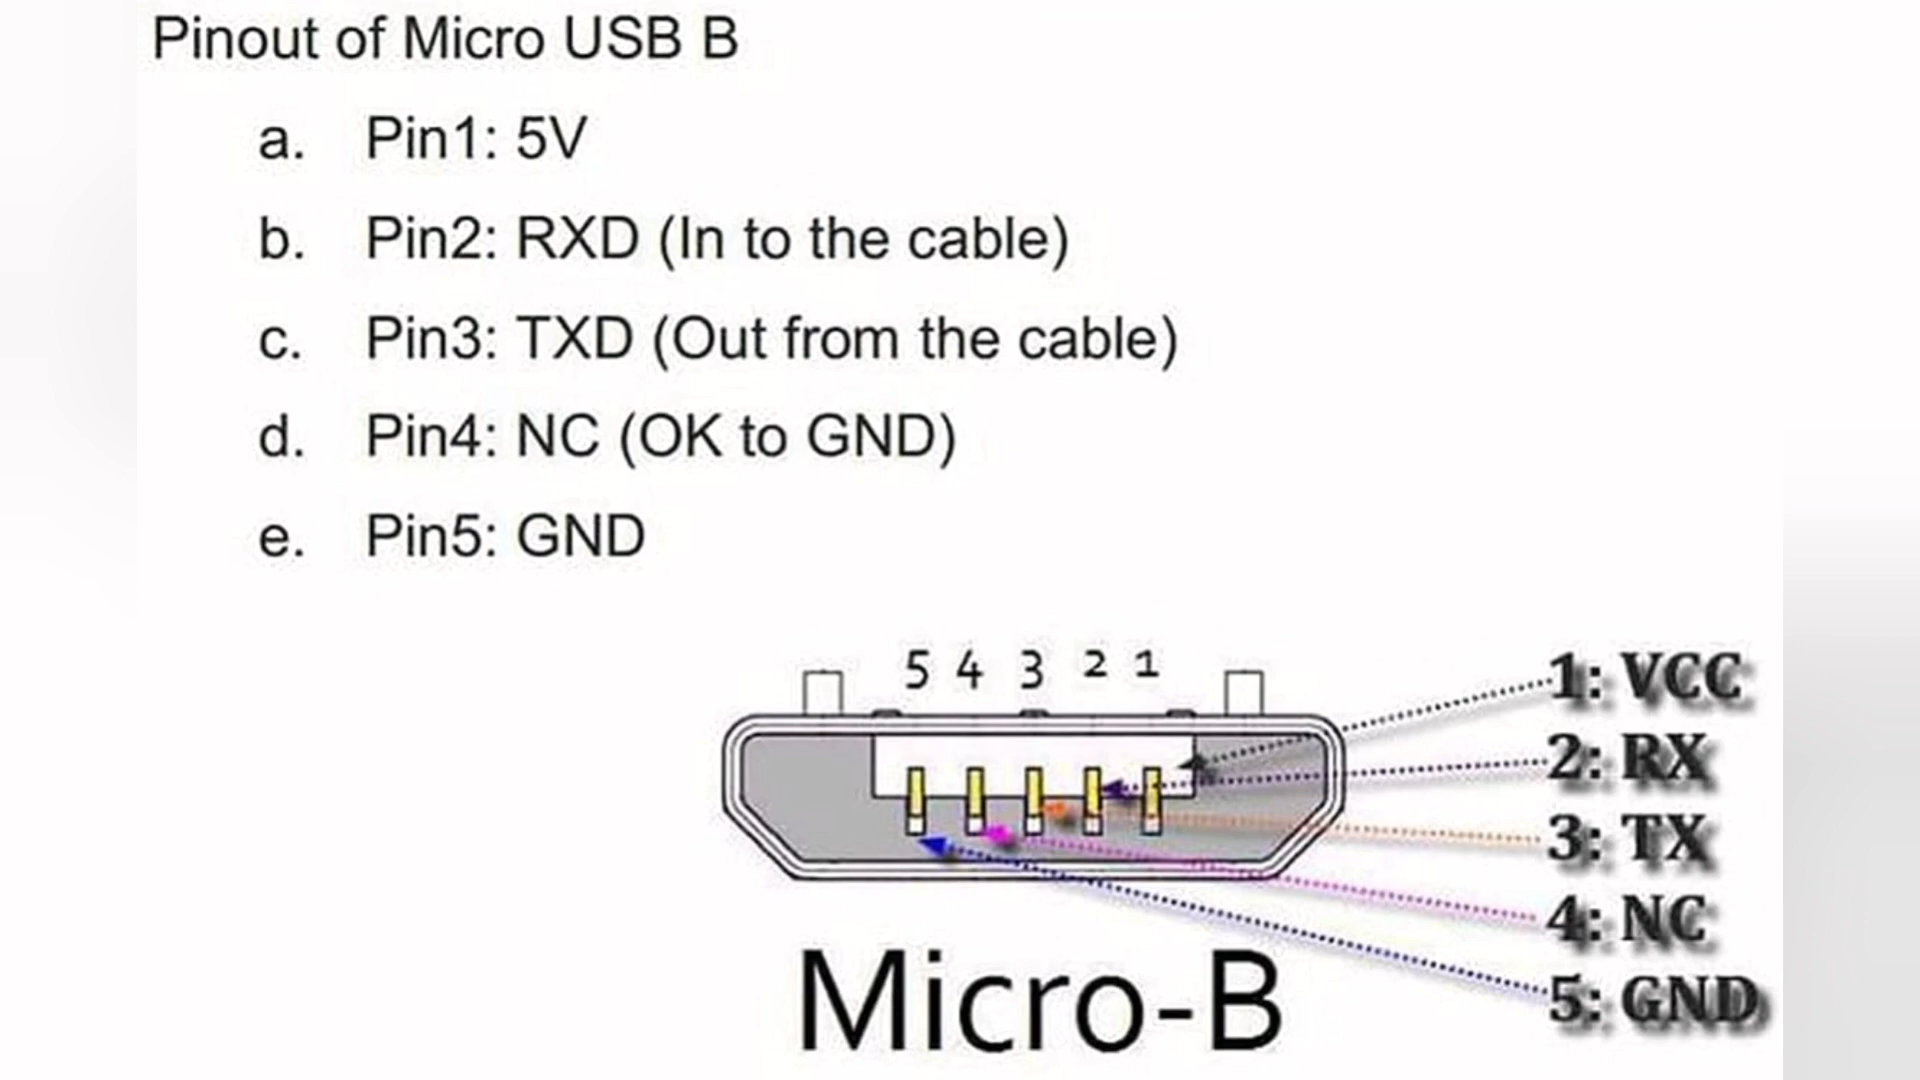 Pinout of Micro USB B
a. Pin1: 5V
b. Pin2: RXD (In to the cable)
c. Pin3: TXD (Out from the cable)
d. Pin4: NC (OK to GND)
e. Pin5: GND
5 4 3 2 1
1: VCC
2: RX
3: TX
4: NC
5: GND
Micro-B